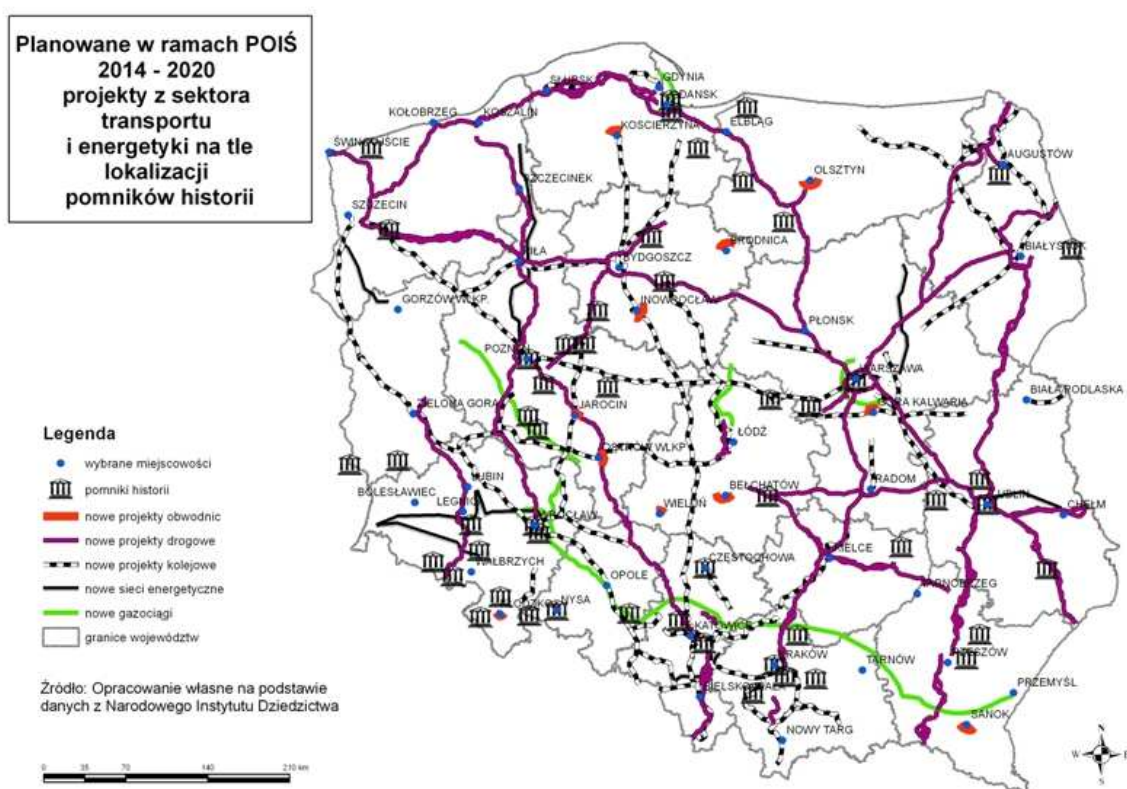 Planowane w ramach POIŚ
2014 - 2020
projekty z sektora
transportu
i energetyki na tle
lokalizacji
pomników historii
GDYNIA
SŁUPSK
GDAŃSK
KOŁOBRZEG
KOSZALIN
KOŚCIERZYNA
ELBLĄG
ŚWINOUJŚCIE
AUGUSTÓW
OLSZTYN
SZCZECINEK
SZCZECIN
BRODNICA
BIAŁYSTOK
PIŁA
BYDGOSZCZ
GORZÓW WLKP.
INOWROCŁAW
PŁOŃSK
POZNAŃ
WARSZAWA
BIAŁA PODLASKA
ZIELONA GÓRA
JAROCIN
GÓRA KALWARIA
ŁÓDŹ
OSTRÓW WLKP.
LUBIN
BOLESŁAWIEC
BEŁCHATÓW
RADOM
LUBLIN
LEGNICA
WIELUŃ
CHEŁM
WROCŁAW
KIELCE
CZĘSTOCHOWA
WAŁBRZYCH
OPOLE
TARNOBRZEG
KŁODZKO
NYSA
KATOWICE
KRAKÓW
TARNÓW
RZESZÓW
BIELSKO-BIAŁA
PRZEMYŚL
SANOK
NOWY TARG
Legenda
wybrane miejscowości
pomniki historii
nowe projekty obwodnic
nowe projekty drogowe
nowe projekty kolejowe
nowe sieci energetyczne
nowe gazociągi
granice województw
Źródło: Opracowanie własne na podstawie
danych z Narodowego Instytutu Dziedzictwa
0 35 70 140 210 km
N
W E
S